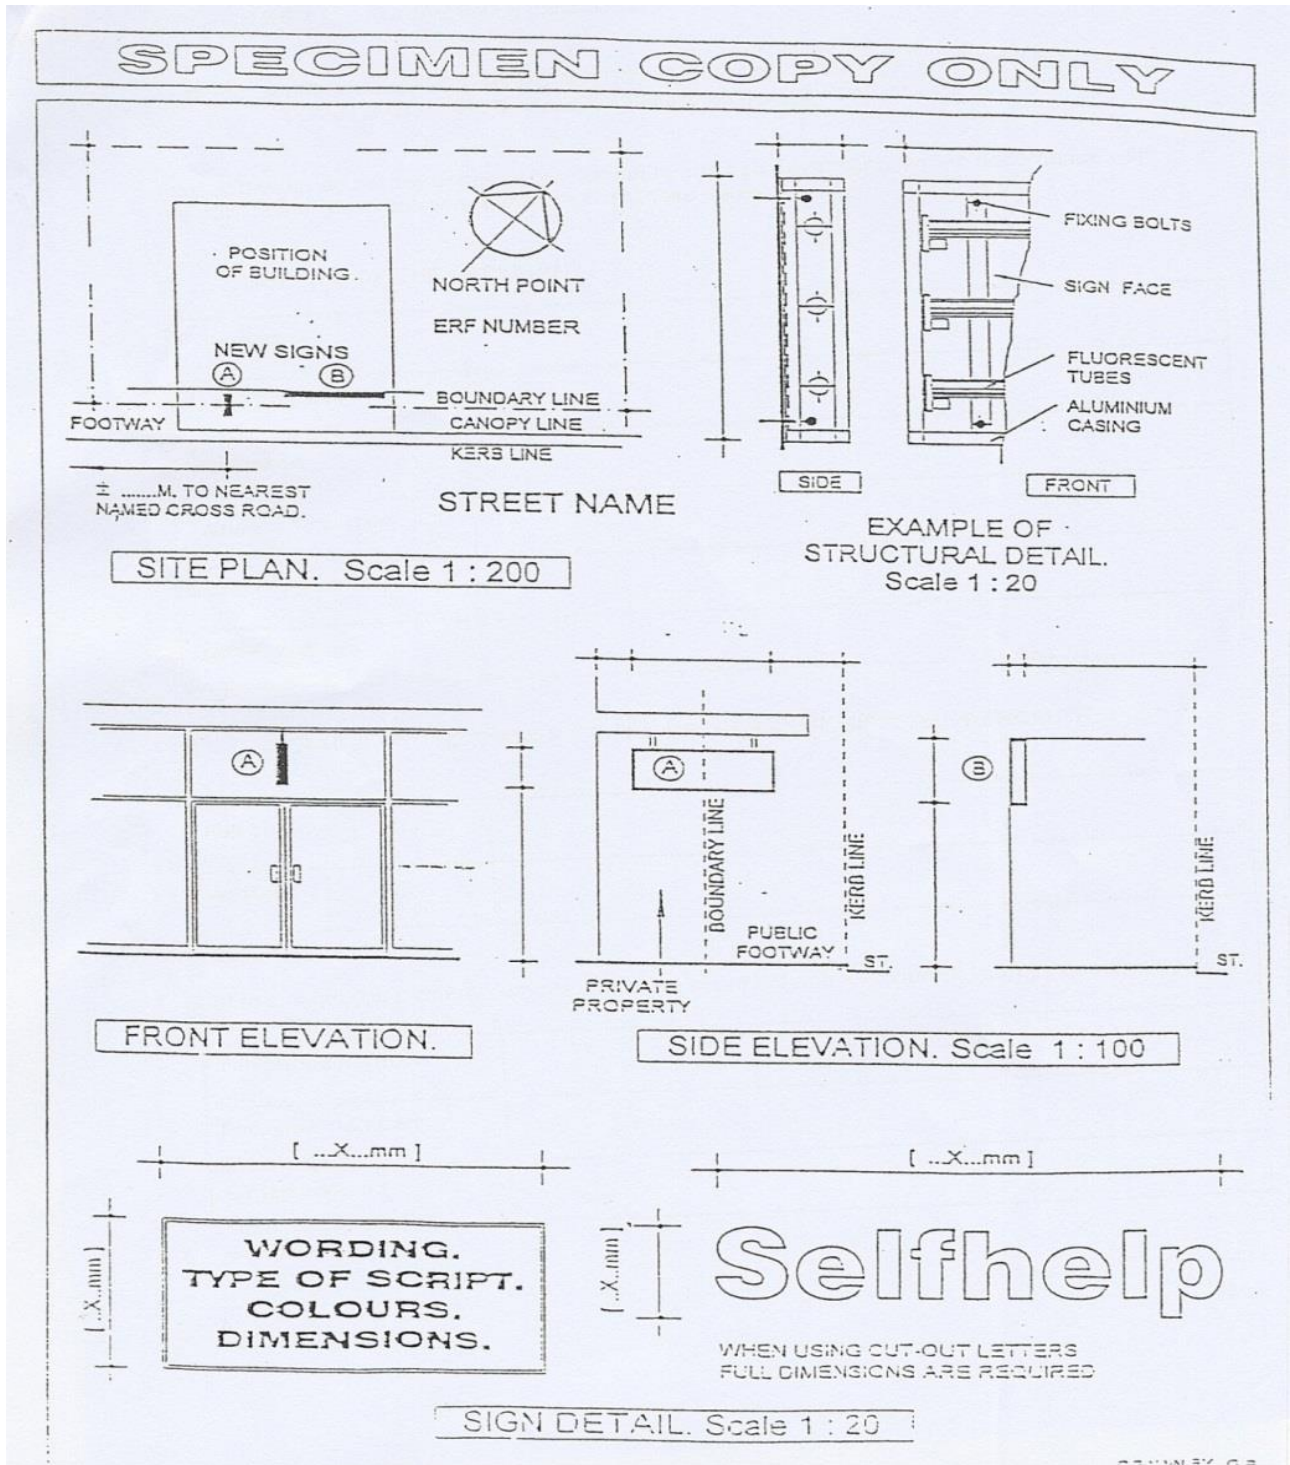 SPECIMEN COPY ONLY
POSITION
OF BUILDING.
NORTH POINT
ERF NUMBER
NEW SIGNS
A
B
BOUNDARY LINE
FOOTWAY
CANOPY LINE
KERB LINE
± .......M. TO NEAREST
NAMED CROSS ROAD.
STREET NAME
SITE PLAN. Scale 1 : 200
FIXING BOLTS
SIGN FACE
FLUORESCENT
TUBES
ALUMINIUM
CASING
SIDE
FRONT
EXAMPLE OF
STRUCTURAL DETAIL.
Scale 1 : 20
A
FRONT ELEVATION.
A
BOUNDARY LINE
KERB LINE
PUBLIC
FOOTWAY
ST.
PRIVATE
PROPERTY
B
KERB LINE
ST.
SIDE ELEVATION. Scale 1 : 100
[ ...X...mm ]
[ ..X..mm ]
WORDING.
TYPE OF SCRIPT.
COLOURS.
DIMENSIONS.
[ ...X...mm ]
[ ..X..mm ]
Selfhelp
WHEN USING CUT-OUT LETTERS
FULL DIMENSIONS ARE REQUIRED
SIGN DETAIL. Scale 1 : 20